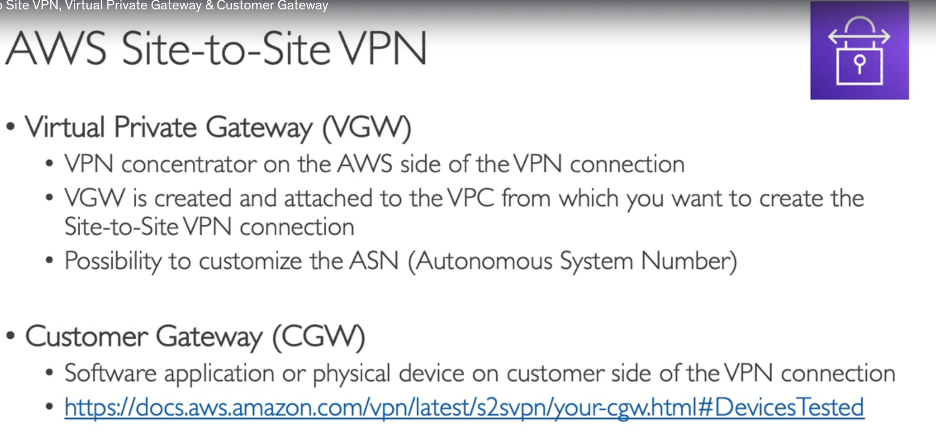 Site VPN, Virtual Private Gateway & Customer Gateway
AWS Site-to-Site VPN
• Virtual Private Gateway (VGW)
• VPN concentrator on the AWS side of the VPN connection
• VGW is created and attached to the VPC from which you want to create the
Site-to-Site VPN connection
• Possibility to customize the ASN (Autonomous System Number)
• Customer Gateway (CGW)
• Software application or physical device on customer side of the VPN connection
• https://docs.aws.amazon.com/vpn/latest/s2svpn/your-cgw.html#DevicesTested